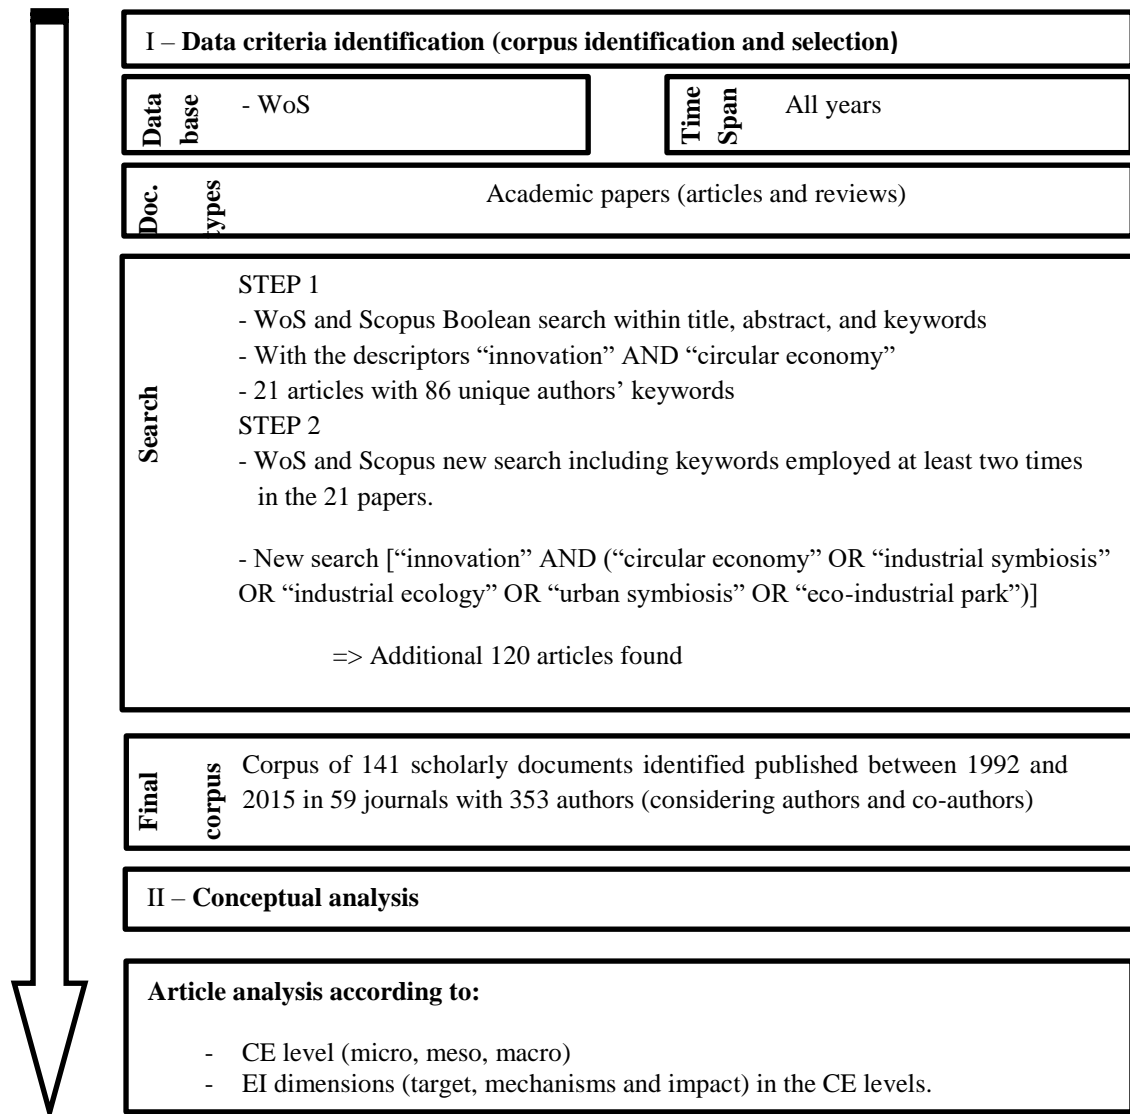 I – Data criteria identification (corpus identification and selection)
Data base
- WoS
Time Span
All years
Doc. types
Academic papers (articles and reviews)
Search
STEP 1
- WoS and Scopus Boolean search within title, abstract, and keywords
- With the descriptors “innovation” AND “circular economy”
- 21 articles with 86 unique authors’ keywords
STEP 2
- WoS and Scopus new search including keywords employed at least two times
in the 21 papers.
- New search [“innovation” AND (“circular economy” OR “industrial symbiosis”
OR “industrial ecology” OR “urban symbiosis” OR “eco-industrial park”)]
=> Additional 120 articles found
Final corpus
Corpus of 141 scholarly documents identified published between 1992 and
2015 in 59 journals with 353 authors (considering authors and co-authors)
II – Conceptual analysis
Article analysis according to:
- CE level (micro, meso, macro)
- EI dimensions (target, mechanisms and impact) in the CE levels.